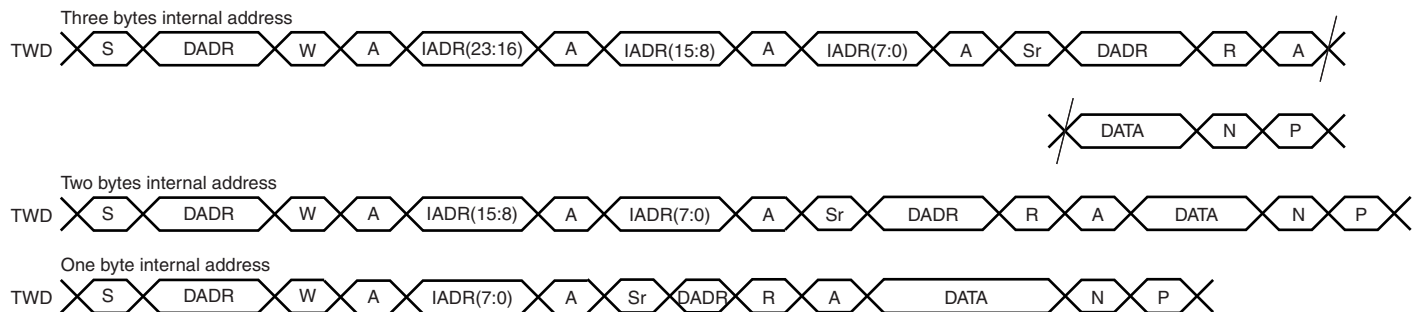 Three bytes internal address
TWD S DADR W A IADR(23:16) A IADR(15:8) A IADR(7:0) A Sr DADR R A
DATA N P
Two bytes internal address
TWD S DADR W A IADR(15:8) A IADR(7:0) A Sr DADR R A DATA N P
One byte internal address
TWD S DADR W A IADR(7:0) A Sr DADR R A DATA N P